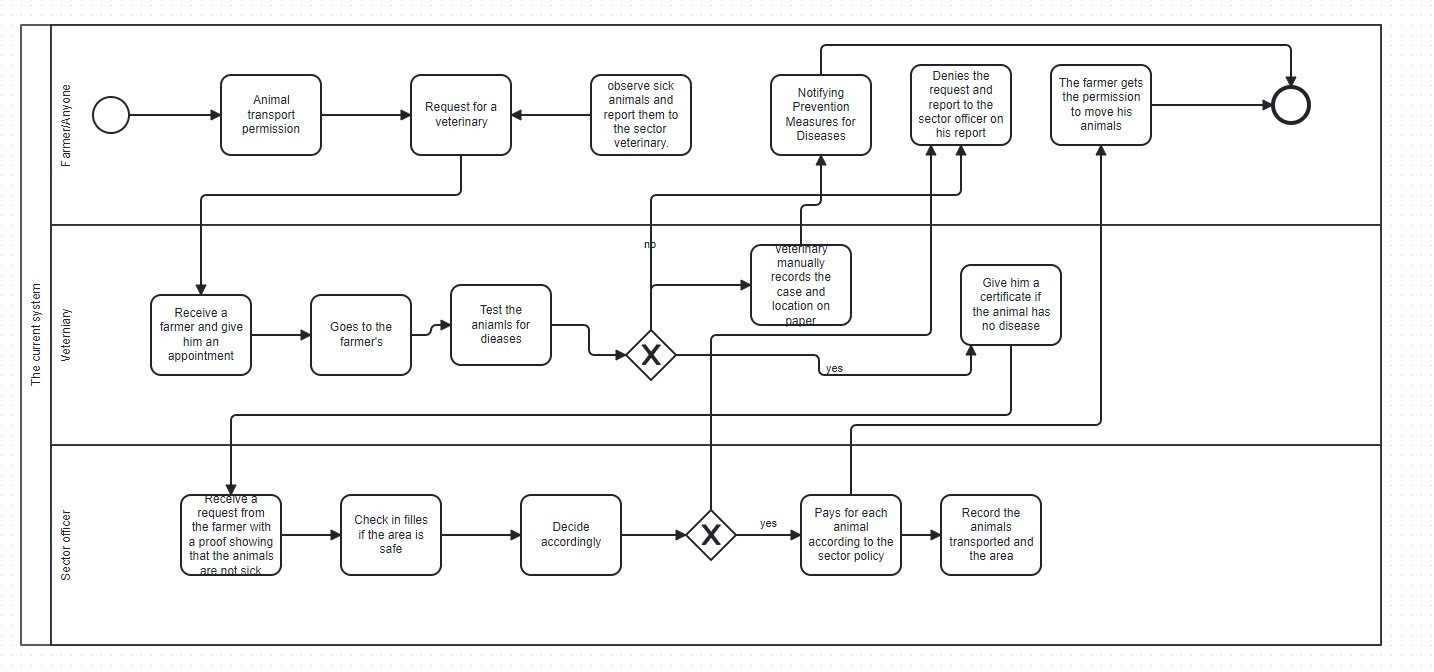 The current system
Farmer/Anyone
Animal
transport
permission
Request for a
veterinary
observe sick
animals and
report them to
the sector
veterinary.
Notifying
Prevention
Measures for
Diseases
Denies the
request and
report to the
sector officer on
his report
The farmer gets
the permission
to move his
animals
Veterniary
Receive a
farmer and give
him an
appointment
Goes to the
farmer's
Test the
aniamls for
dieases
no
veterinary
manually
records the
case and
location on
paper
yes
Give him a
certificate if
the animal has
no disease
Sector officer
Receive a
request from
the farmer with
a proof showing
that the animals
are not sick
Check in filles
if the area is
safe
Decide
accordingly
yes
Pays for each
animal
according to the
sector policy
Record the
animals
transported and
the area